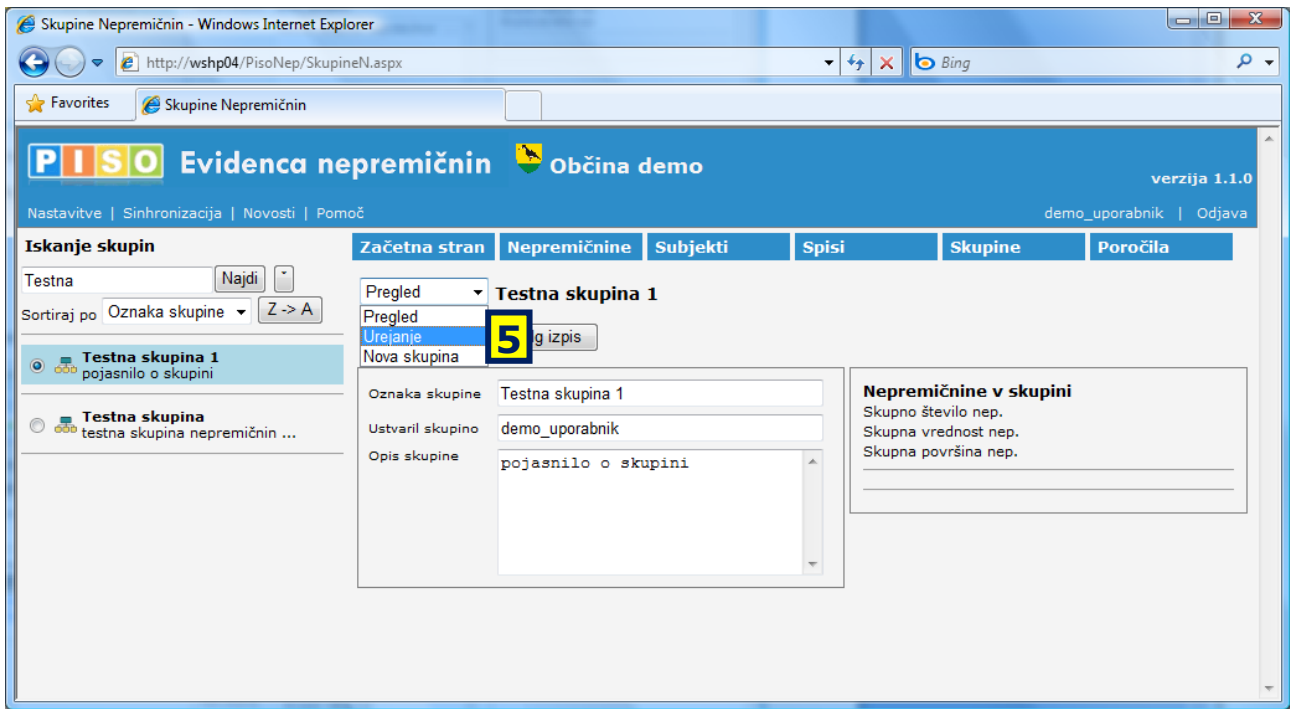 Skupine Nepremičnin - Windows Internet Explorer
http://wshp04/PisoNep/SkupineN.aspx
Bing
Favorites
Skupine Nepremičnin
PISO Evidenca nepremičnin Občina demo
verzija 1.1.0
Nastavitve | Sinhronizacija | Novosti | Pomoč
demo_uporabnik | Odjava
Iskanje skupin
Začetna stran Nepremičnine Subjekti Spisi Skupine Poročila
Testna Najdi ˇ
Sortiraj po Oznaka skupine Z -> A
Testna skupina 1
pojasnilo o skupini
Testna skupina
testna skupina nepremičnin ...
Pregled Testna skupina 1
Pregled
Urejanje
Nova skupina
5
izpis
Oznaka skupine Testna skupina 1
Ustvaril skupino demo_uporabnik
Opis skupine pojasnilo o skupini
Nepremičnine v skupini
Skupno število nep.
Skupna vrednost nep.
Skupna površina nep.